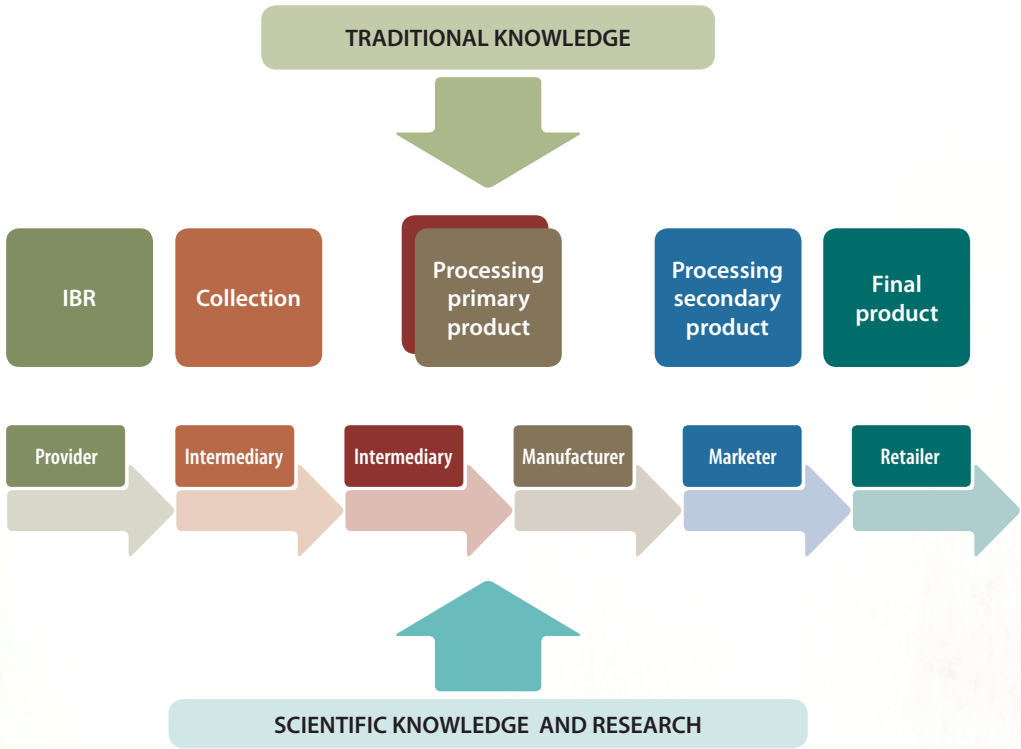 TRADITIONAL KNOWLEDGE
IBR
Collection
Processing
primary
product
Processing
secondary
product
Final
product
Provider
Intermediary
Intermediary
Manufacturer
Marketer
Retailer
SCIENTIFIC KNOWLEDGE AND RESEARCH